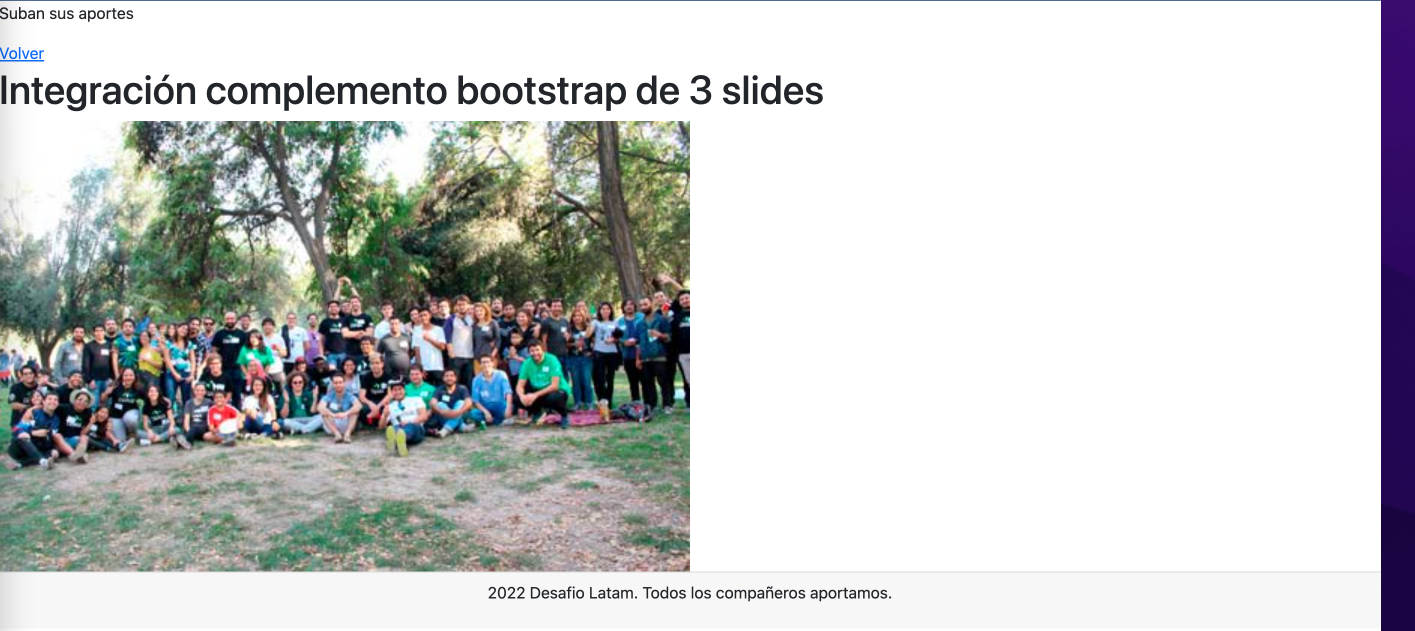 Suban sus aportes
Volver
Integración complemento bootstrap de 3 slides
2022 Desafio Latam. Todos los compañeros aportamos.